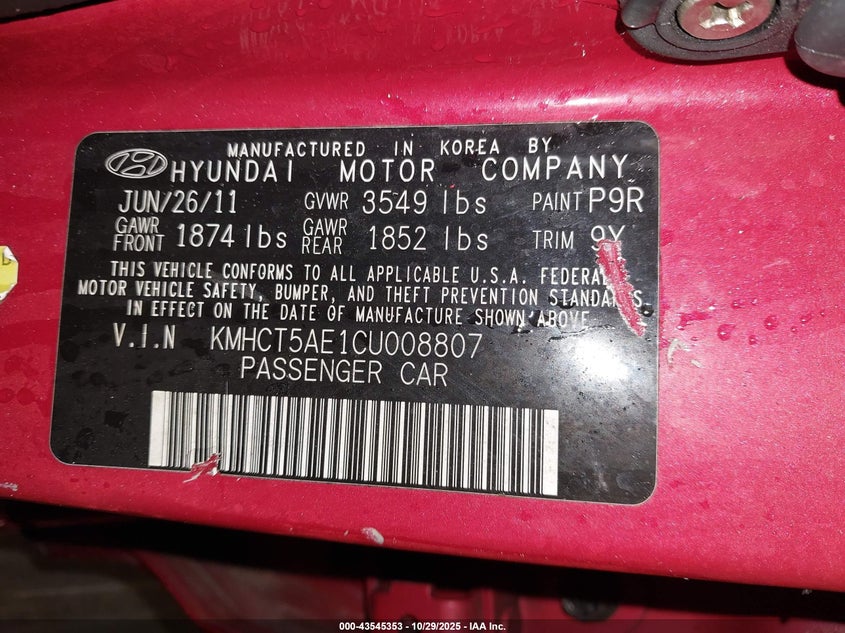 MANUFACTURED IN KOREA BY
HYUNDAI MOTOR COMPANY
JUN/26/11 GVWR 3549 lbs PAINT P9R
GAWR FRONT 1874 lbs GAWR REAR 1852 lbs TRIM 9Y
THIS VEHICLE CONFORMS TO ALL APPLICABLE U.S.A. FEDERAL
MOTOR VEHICLE SAFETY, BUMPER, AND THEFT PREVENTION STANDARDS
IN EFFECT ON THE DATE OF MANUFACTURE SHOWN ABOVE
V.I.N KMHCT5AE1CU008807
PASSENGER CAR
000-43545353 - 10/29/2025 - IAA Inc.